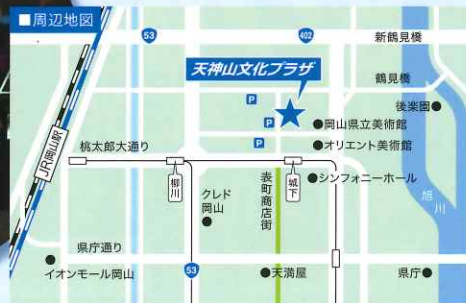 ■周辺地図
53
402
新鶴見橋
天神山文化プラザ
鶴見橋
P
P
P
後楽園
岡山県立美術館
オリエント美術館
JR岡山駅
桃太郎大通り
柳川
城下
シンフォニーホール
クレド
岡山
表町商店街
旭川
県庁通り
イオンモール岡山
53
天満屋
県庁